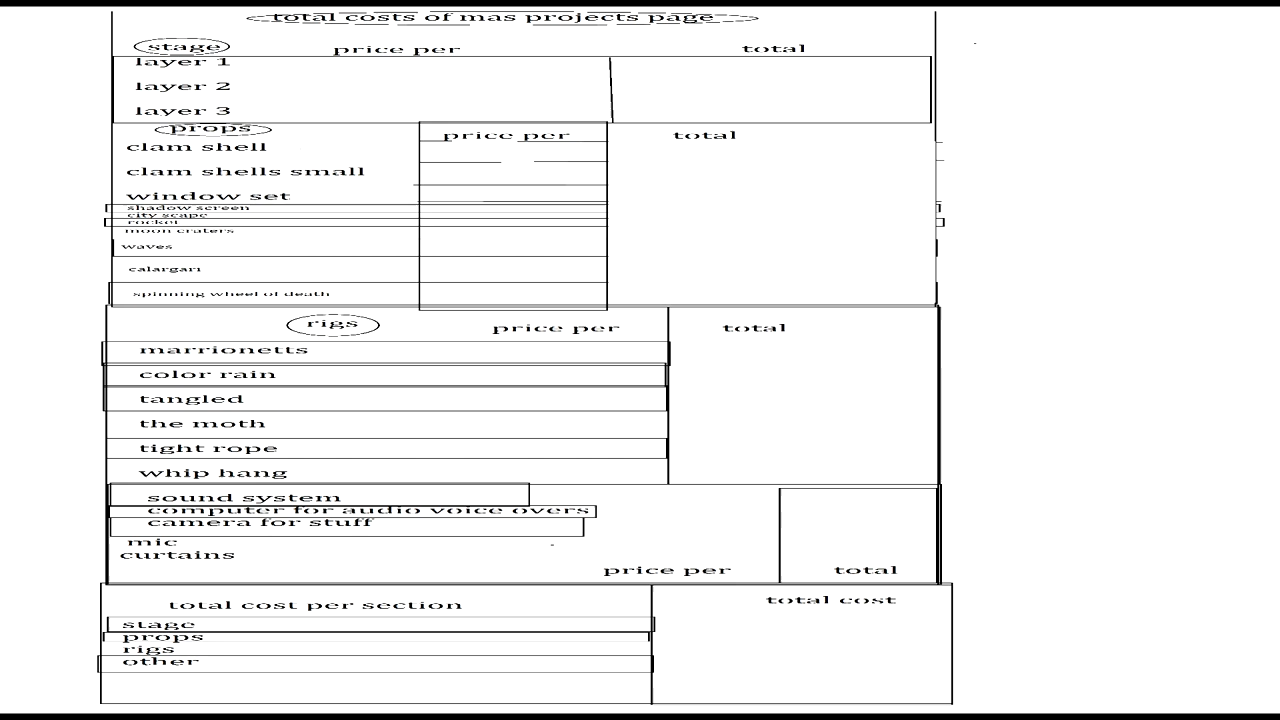 total costs of mas projects page
stage price per total
layer 1
layer 2
layer 3
props price per total
clam shell
clam shells small
window set
shadow screen
city scape
rocket
moon craters
waves
calargari
spinning wheel of death
rigs price per total
marrionetts
color rain
tangled
the moth
tight rope
whip hang
sound system
computer for audio voice overs
camera for stuff
mic
curtains
price per total
total cost per section total cost
stage
props
rigs
other